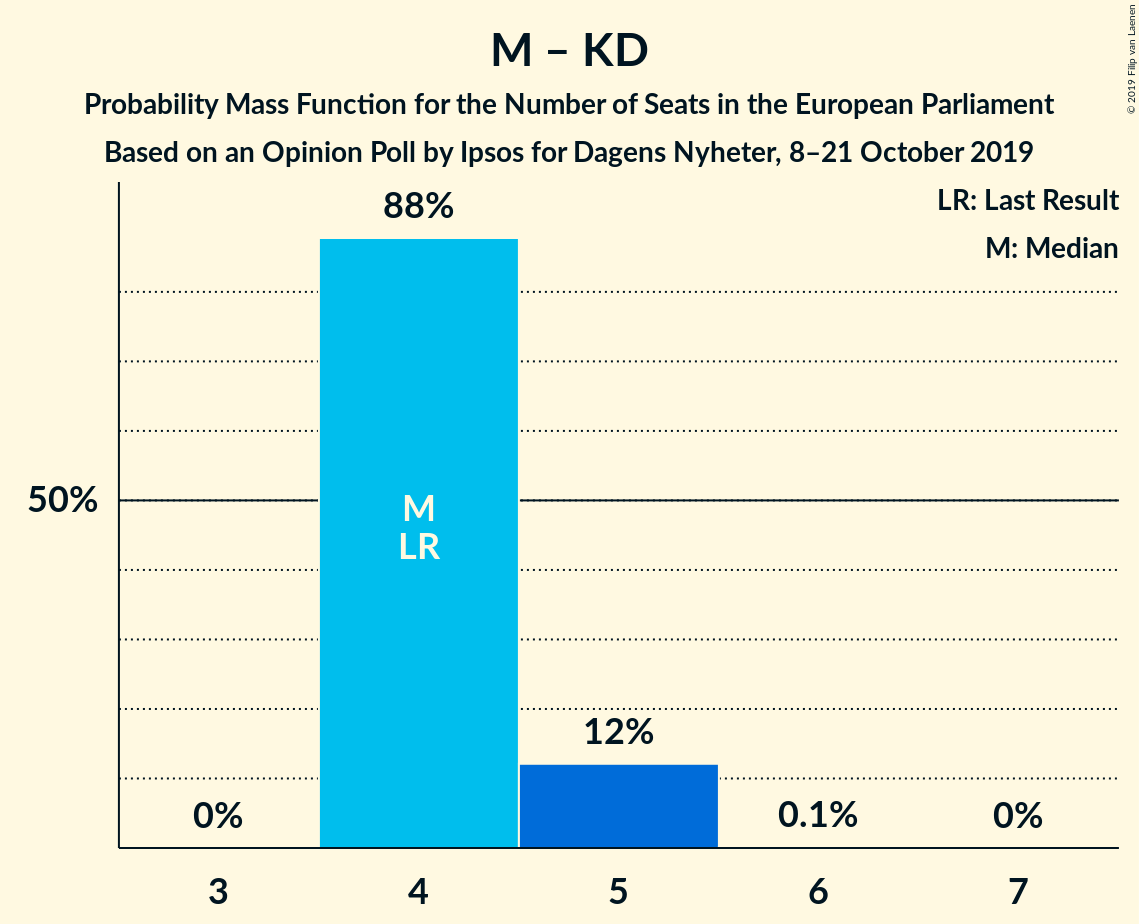 M – KD
Probability Mass Function for the Number of Seats in the European Parliament
Based on an Opinion Poll by Ipsos for Dagens Nyheter, 8–21 October 2019
© 2019 Filip van Laenen
LR: Last Result
M: Median
88%
50%
M
LR
12%
0%
0.1%
0%
3
4
5
6
7